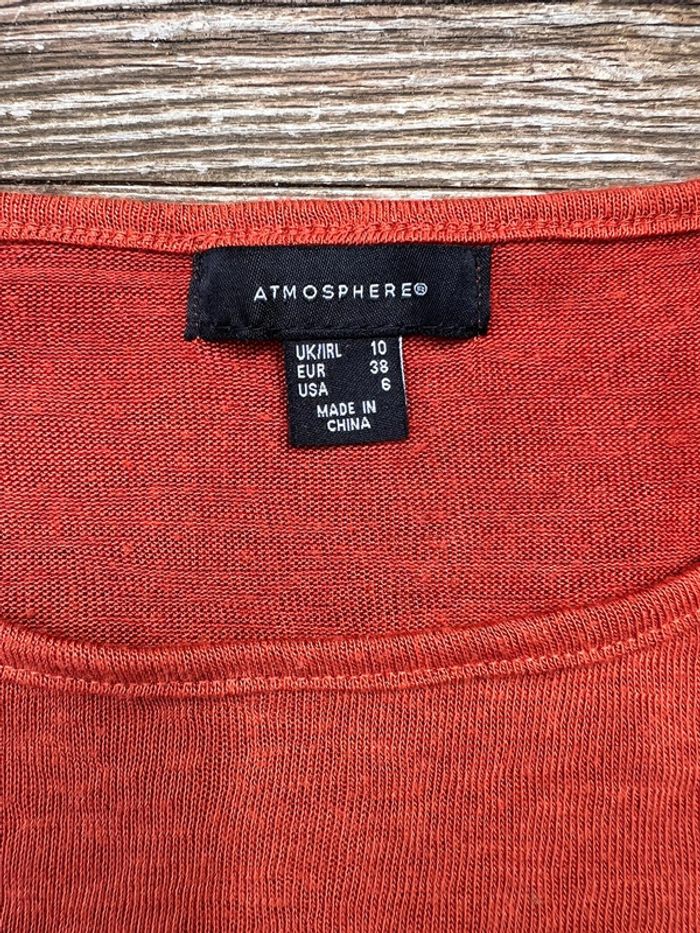 ATMOSPHERE®
UK/IRL 10
EUR 38
USA 6
MADE IN
CHINA